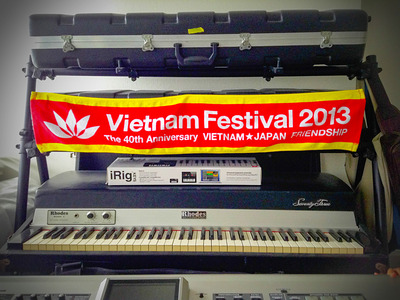 Vietnam Festival 2013
The 40th Anniversary VIETNAM★JAPAN FRIENDSHIP
iRig
Rhodes
Rhodes
Seventy Three